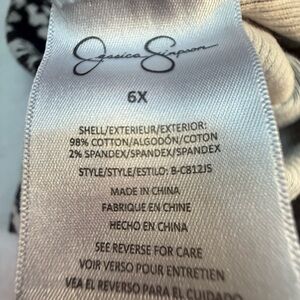 Jessica Simpson
6X
SHELL/EXTERIEUR/EXTERIOR:
98% COTTON/ALGODÓN/COTON
2% SPANDEX/SPANDEX/SPANDEX
STYLE/STYLE/ESTILO: B-C812J5
MADE IN CHINA
FABRIQUE EN CHINE
HECHO EN CHINA
SEE REVERSE FOR CARE
VOIR VERSO POUR ENTRETIEN
VEA EL REVERSO PARA EL CUIDADO